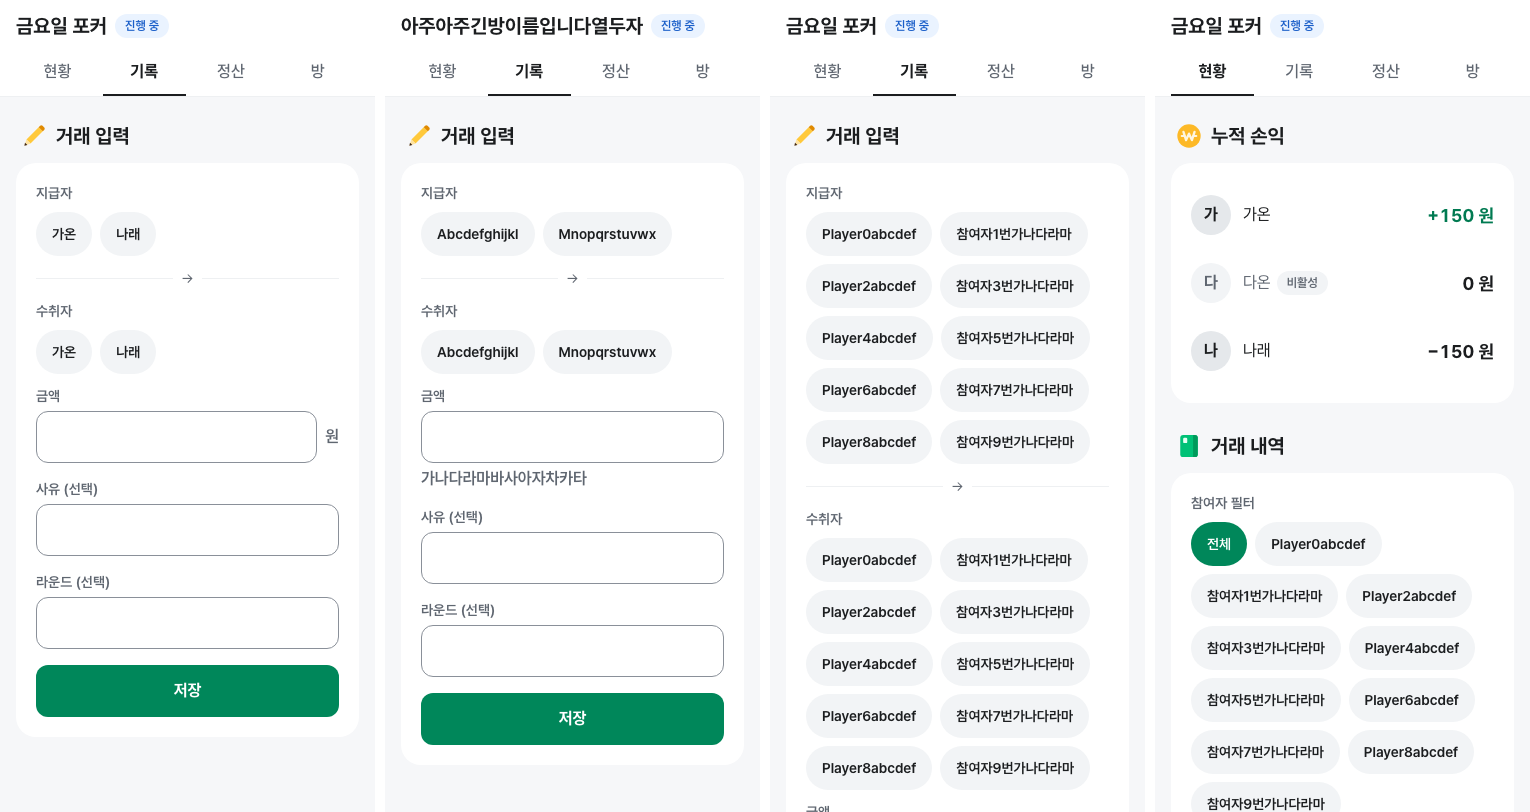 금요일 포커 진행 중
현황 기록 정산 방
거래 입력
지급자
가온 나래
→
수취자
가온 나래
금액
원
사유 (선택)
라운드 (선택)
저장
아주아주긴방이름입니다열두자 진행 중
현황 기록 정산 방
거래 입력
지급자
Abcdefghijkl Mnopqrstuvwx
→
수취자
Abcdefghijkl Mnopqrstuvwx
금액
가나다라마바사아자차카타
사유 (선택)
라운드 (선택)
저장
금요일 포커 진행 중
현황 기록 정산 방
거래 입력
지급자
Player0abcdef 참여자1번가나다라마
Player2abcdef 참여자3번가나다라마
Player4abcdef 참여자5번가나다라마
Player6abcdef 참여자7번가나다라마
Player8abcdef 참여자9번가나다라마
→
수취자
Player0abcdef 참여자1번가나다라마
Player2abcdef 참여자3번가나다라마
Player4abcdef 참여자5번가나다라마
Player6abcdef 참여자7번가나다라마
Player8abcdef 참여자9번가나다라마
금액
금요일 포커 진행 중
현황 기록 정산 방
₩ 누적 손익
가 가온 +150 원
다 다온 비활성 0 원
나 나래 −150 원
거래 내역
참여자 필터
전체 Player0abcdef
참여자1번가나다라마 Player2abcdef
참여자3번가나다라마 Player4abcdef
참여자5번가나다라마 Player6abcdef
참여자7번가나다라마 Player8abcdef
참여자9번가나다라마